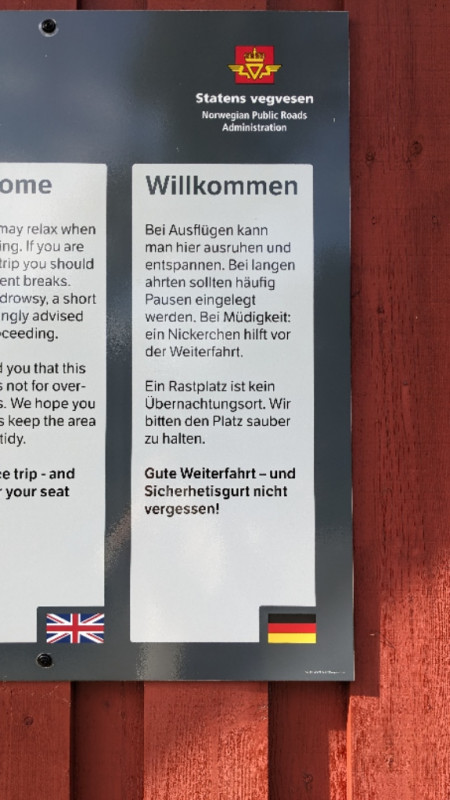 Statens vegvesen
Norwegian Public Roads
Administration
ome
may relax when
ing. If you are
trip you should
ent breaks.
drowsy, a short
ngly advised
ceeding.
d you that this
s not for over-
s. We hope you
s keep the area
tidy.
e trip - and
r your seat
Willkommen
Bei Ausflügen kann
man hier ausruhen und
entspannen. Bei langen
ahrten sollten häufig
Pausen eingelegt
werden. Bei Müdigkeit:
ein Nickerchen hilft vor
der Weiterfahrt.
Ein Rastplatz ist kein
Übernachtungsort. Wir
bitten den Platz sauber
zu halten.
Gute Weiterfahrt – und
Sicherhetisgurt nicht
vergessen!